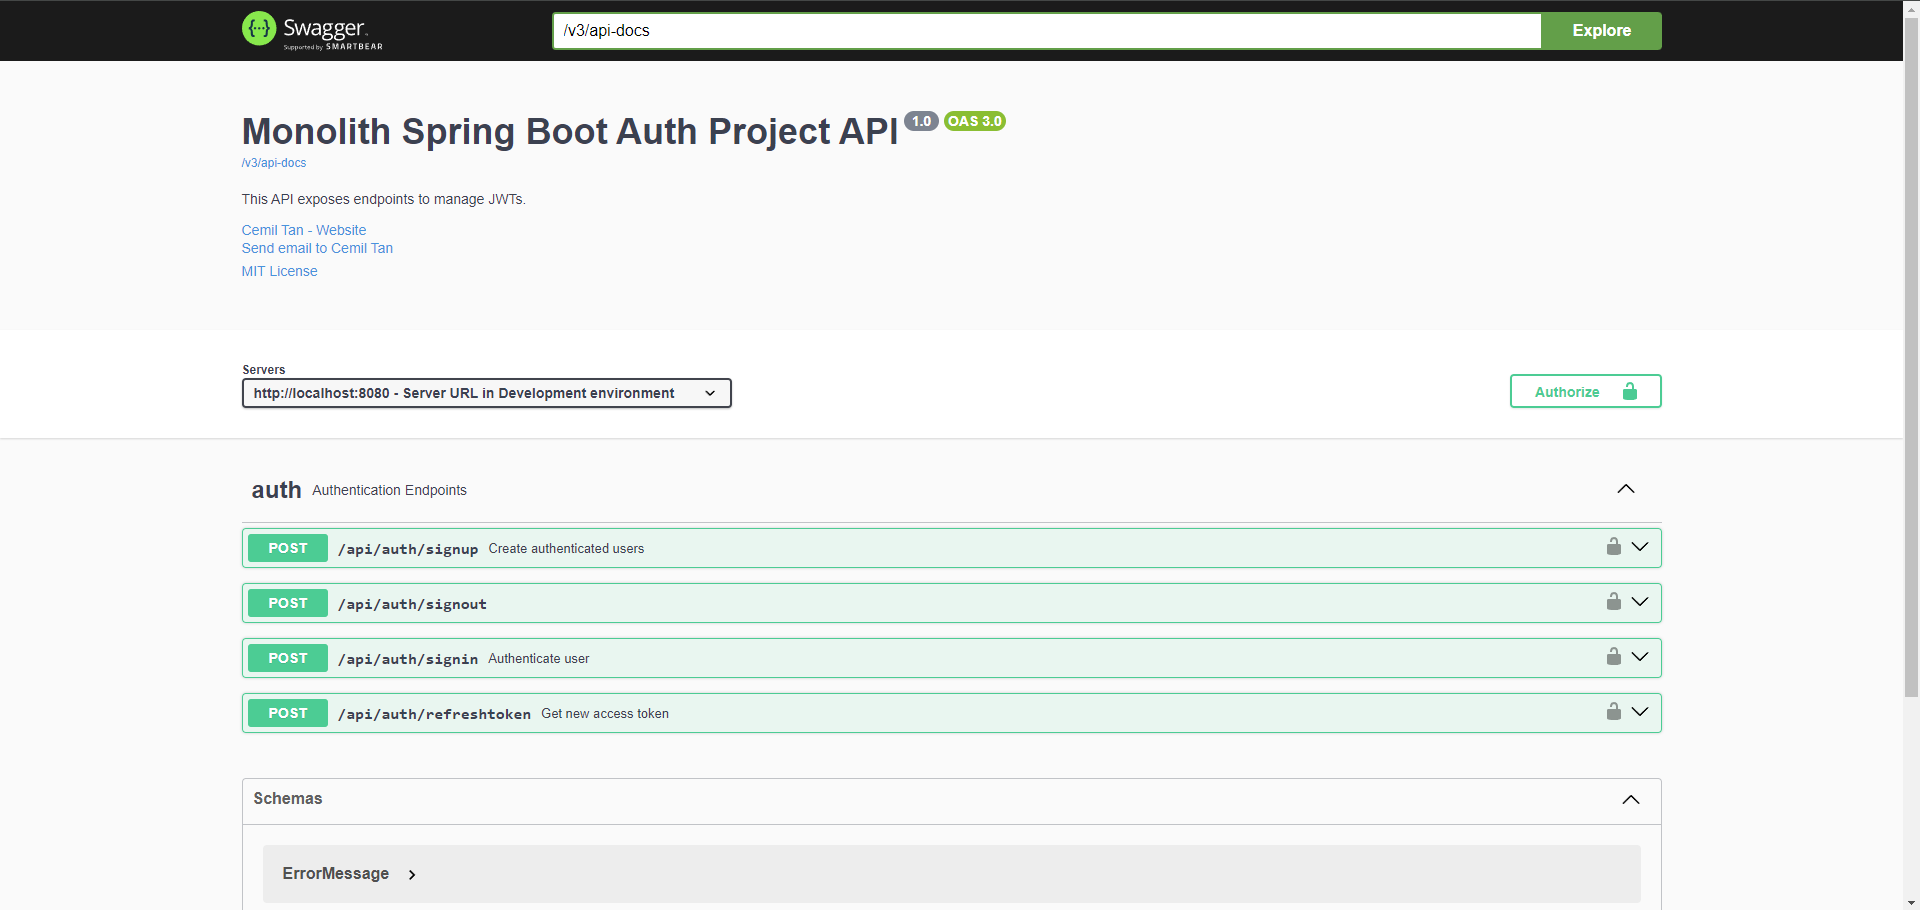 Swagger.
Supported by SMARTBEAR
/v3/api-docs
Explore
Monolith Spring Boot Auth Project API 1.0 OAS 3.0
/v3/api-docs
This API exposes endpoints to manage JWTs.
Cemil Tan - Website
Send email to Cemil Tan
MIT License
Servers
http://localhost:8080 - Server URL in Development environment
Authorize
auth Authentication Endpoints
POST /api/auth/signup Create authenticated users
POST /api/auth/signout
POST /api/auth/signin Authenticate user
POST /api/auth/refreshtoken Get new access token
Schemas
ErrorMessage